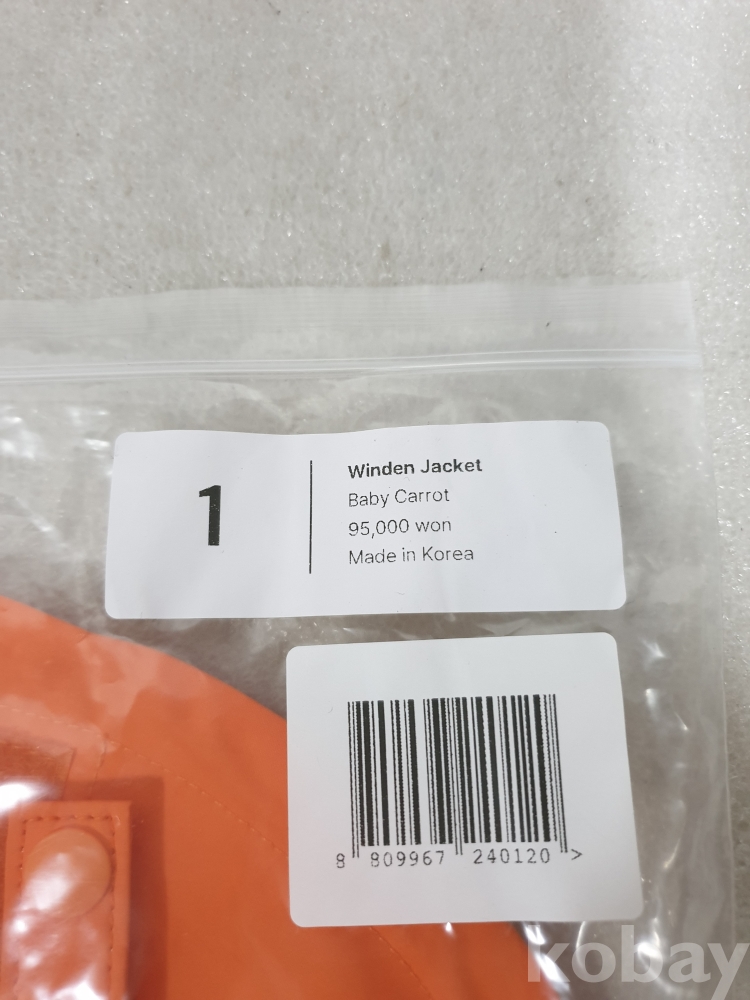 1
Winden Jacket
Baby Carrot
95,000 won
Made in Korea
8 809967 240120 >
kobay